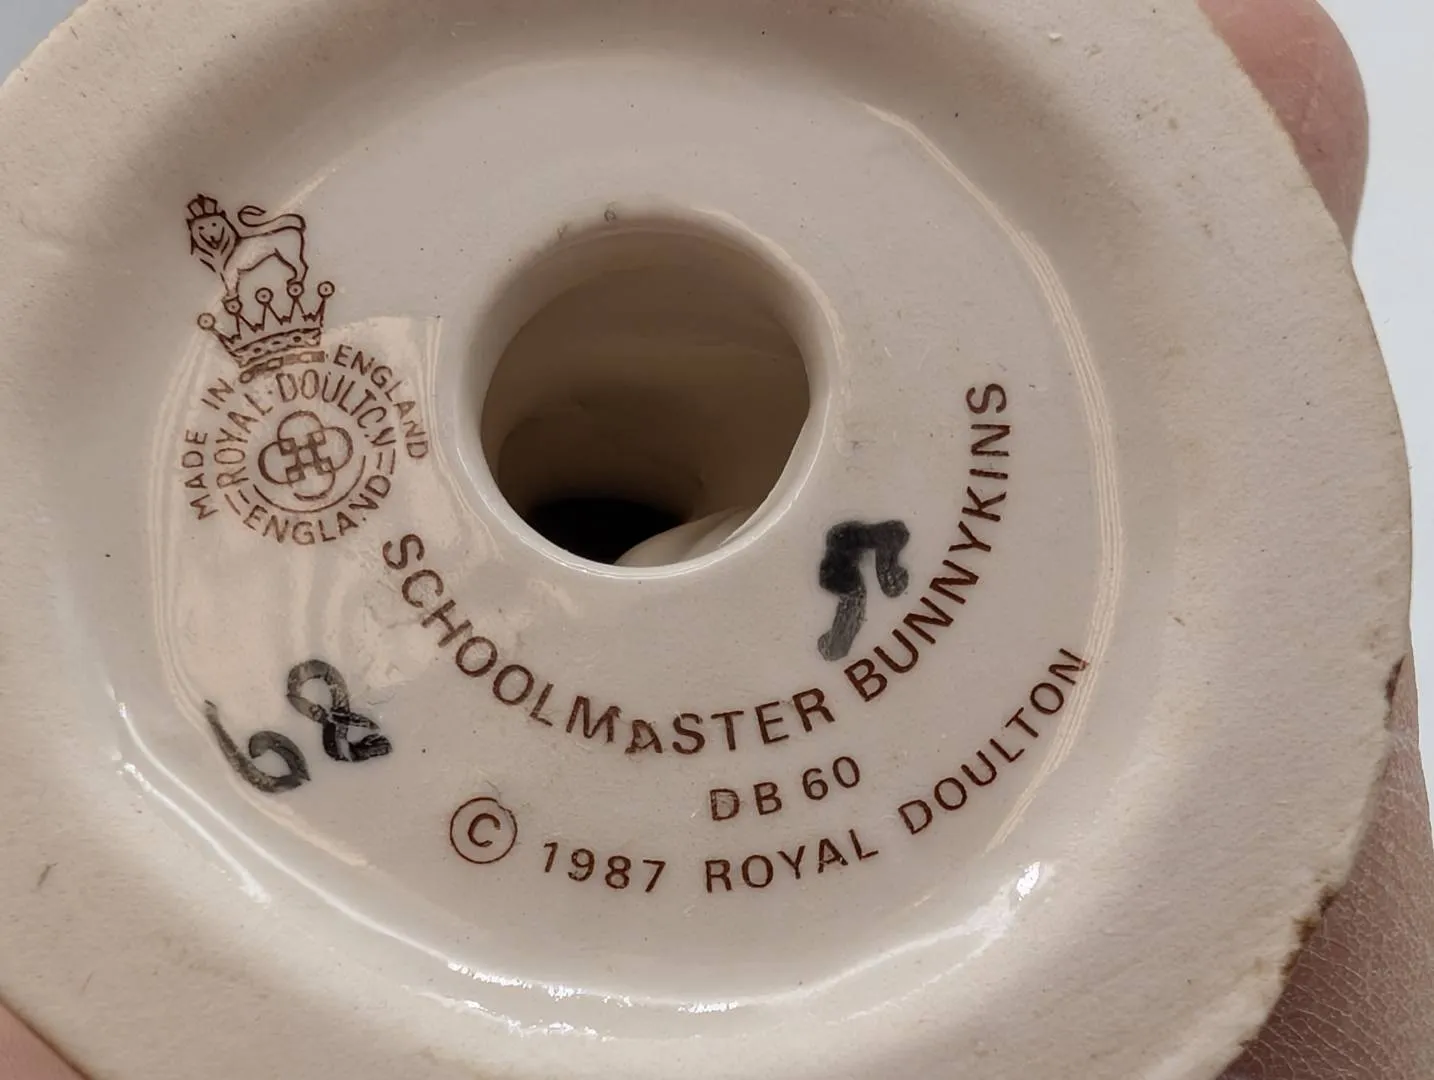 MADE IN ENGLAND
ROYAL·DOULTON
ENGLAND
SCHOOLMASTER BUNNYKINS
DB 60
© 1987 ROYAL DOULTON